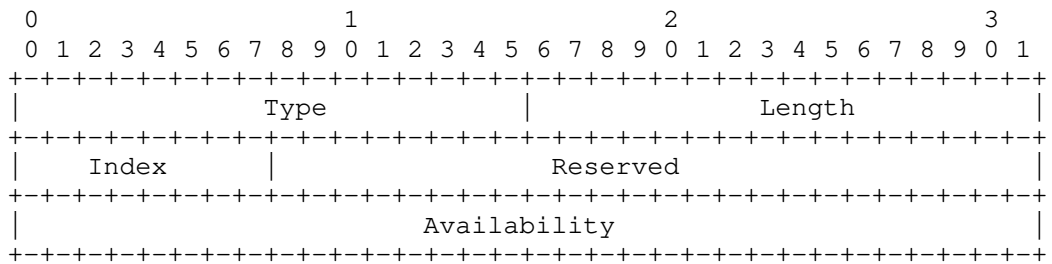 0                   1                   2                   3
 0 1 2 3 4 5 6 7 8 9 0 1 2 3 4 5 6 7 8 9 0 1 2 3 4 5 6 7 8 9 0 1
+-+-+-+-+-+-+-+-+-+-+-+-+-+-+-+-+-+-+-+-+-+-+-+-+-+-+-+-+-+-+-+-+
|               Type            |              Length           |
+-+-+-+-+-+-+-+-+-+-+-+-+-+-+-+-+-+-+-+-+-+-+-+-+-+-+-+-+-+-+-+-+
|    Index      |                 Reserved                      |
+-+-+-+-+-+-+-+-+-+-+-+-+-+-+-+-+-+-+-+-+-+-+-+-+-+-+-+-+-+-+-+-+
|                         Availability                          |
+-+-+-+-+-+-+-+-+-+-+-+-+-+-+-+-+-+-+-+-+-+-+-+-+-+-+-+-+-+-+-+-+